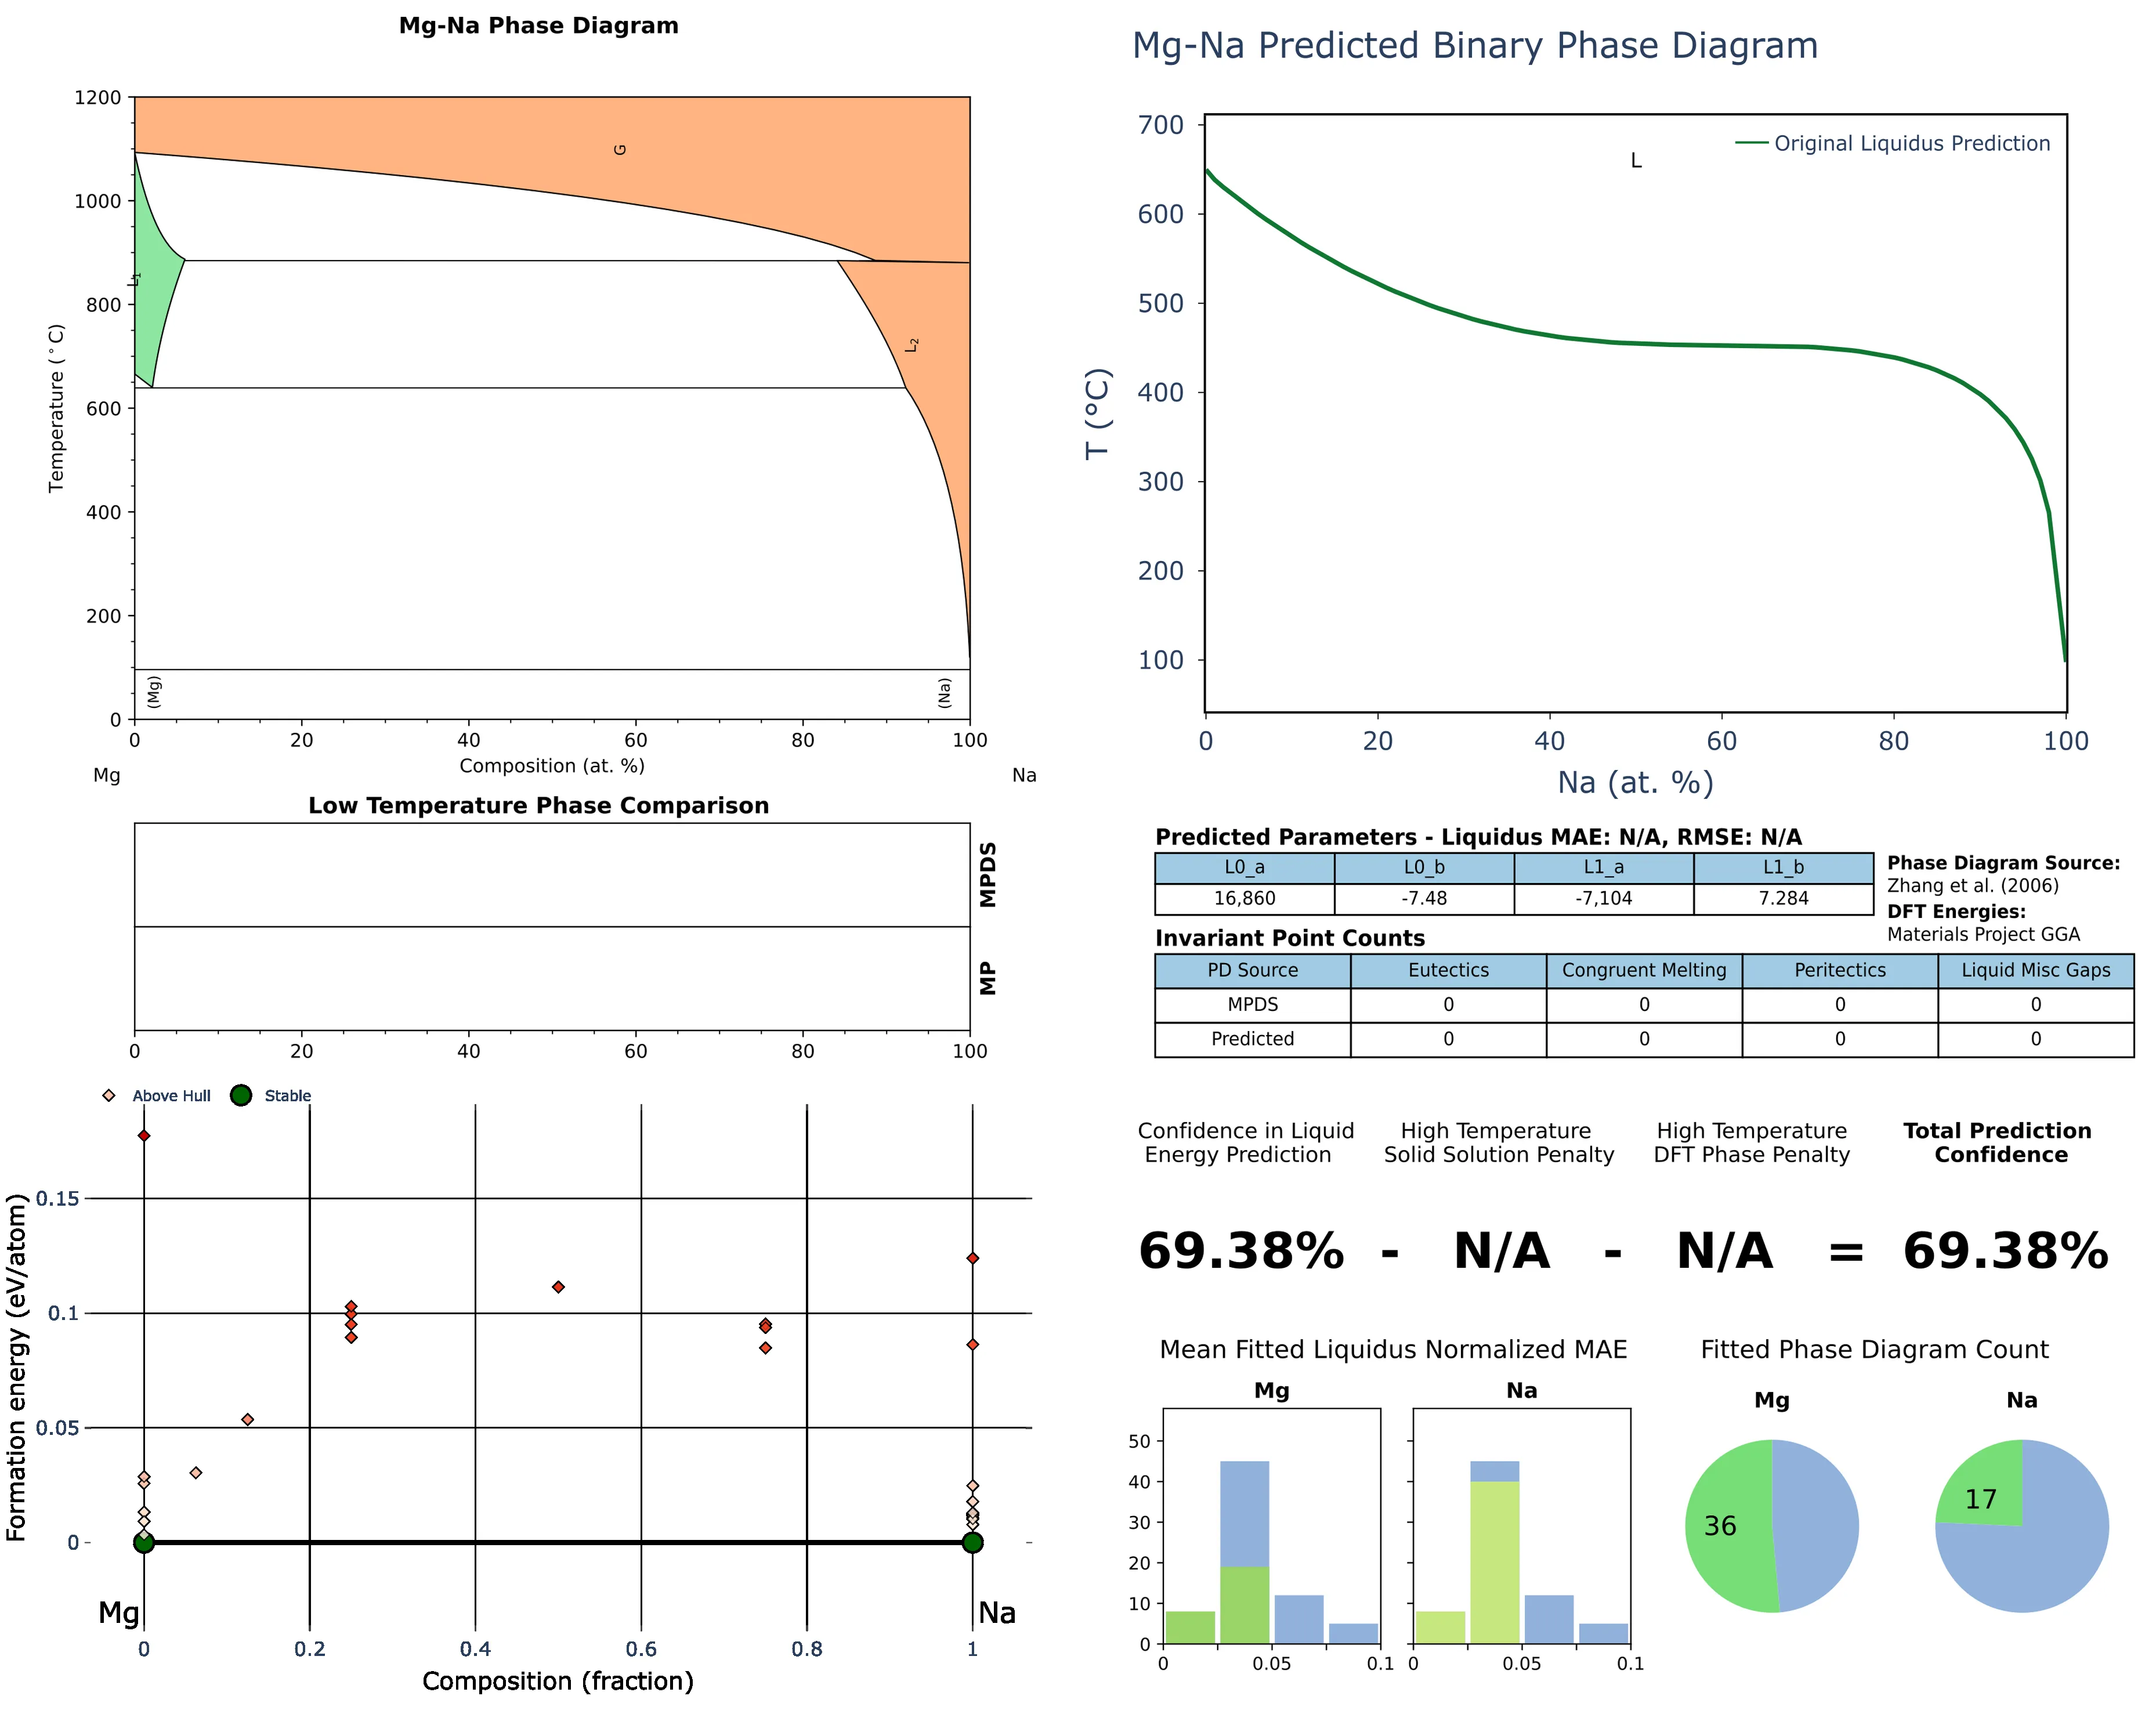 Mg-Na Phase Diagram
1200
1000
800
600
400
200
0
Temperature (°C)
G
L1
L2
(Mg)
(Na)
0 20 40 60 80 100
Composition (at. %)
Mg Na
Low Temperature Phase Comparison
MPDS
MP
0 20 40 60 80 100
Above Hull Stable
0.15
0.1
0.05
0
Formation energy (eV/atom)
Mg Na
0 0.2 0.4 0.6 0.8 1
Composition (fraction)
Mg-Na Predicted Binary Phase Diagram
700
600
500
400
300
200
100
T (°C)
L
Original Liquidus Prediction
0 20 40 60 80 100
Na (at. %)
Predicted Parameters - Liquidus MAE: N/A, RMSE: N/A
L0_a L0_b L1_a L1_b
16,860 -7.48 -7,104 7.284
Phase Diagram Source:
Zhang et al. (2006)
DFT Energies:
Materials Project GGA
Invariant Point Counts
PD Source Eutectics Congruent Melting Peritectics Liquid Misc Gaps
MPDS 0 0 0 0
Predicted 0 0 0 0
Confidence in Liquid
Energy Prediction
High Temperature
Solid Solution Penalty
High Temperature
DFT Phase Penalty
Total Prediction
Confidence
69.38% - N/A - N/A = 69.38%
Mean Fitted Liquidus Normalized MAE
Mg Na
50
40
30
20
10
0
0 0.05 0.1 0 0.05 0.1
Fitted Phase Diagram Count
Mg Na
36 17